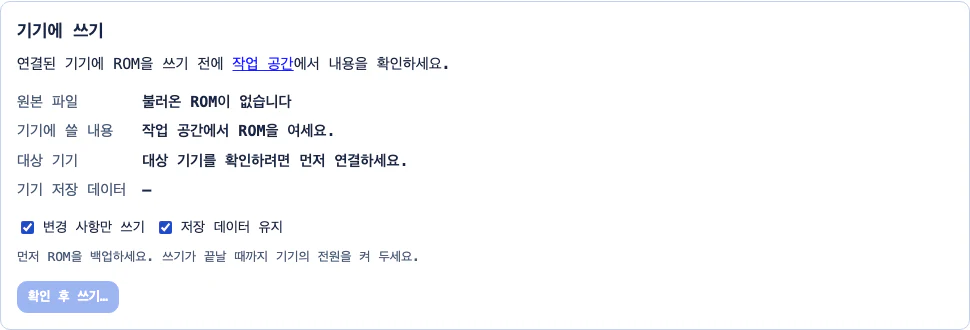 기기에 쓰기
연결된 기기에 ROM을 쓰기 전에 작업 공간에서 내용을 확인하세요.
원본 파일 불러온 ROM이 없습니다
기기에 쓸 내용 작업 공간에서 ROM을 여세요.
대상 기기 대상 기기를 확인하려면 먼저 연결하세요.
기기 저장 데이터 —
변경 사항만 쓰기 저장 데이터 유지
먼저 ROM을 백업하세요. 쓰기가 끝날 때까지 기기의 전원을 켜 두세요.
확인 후 쓰기…